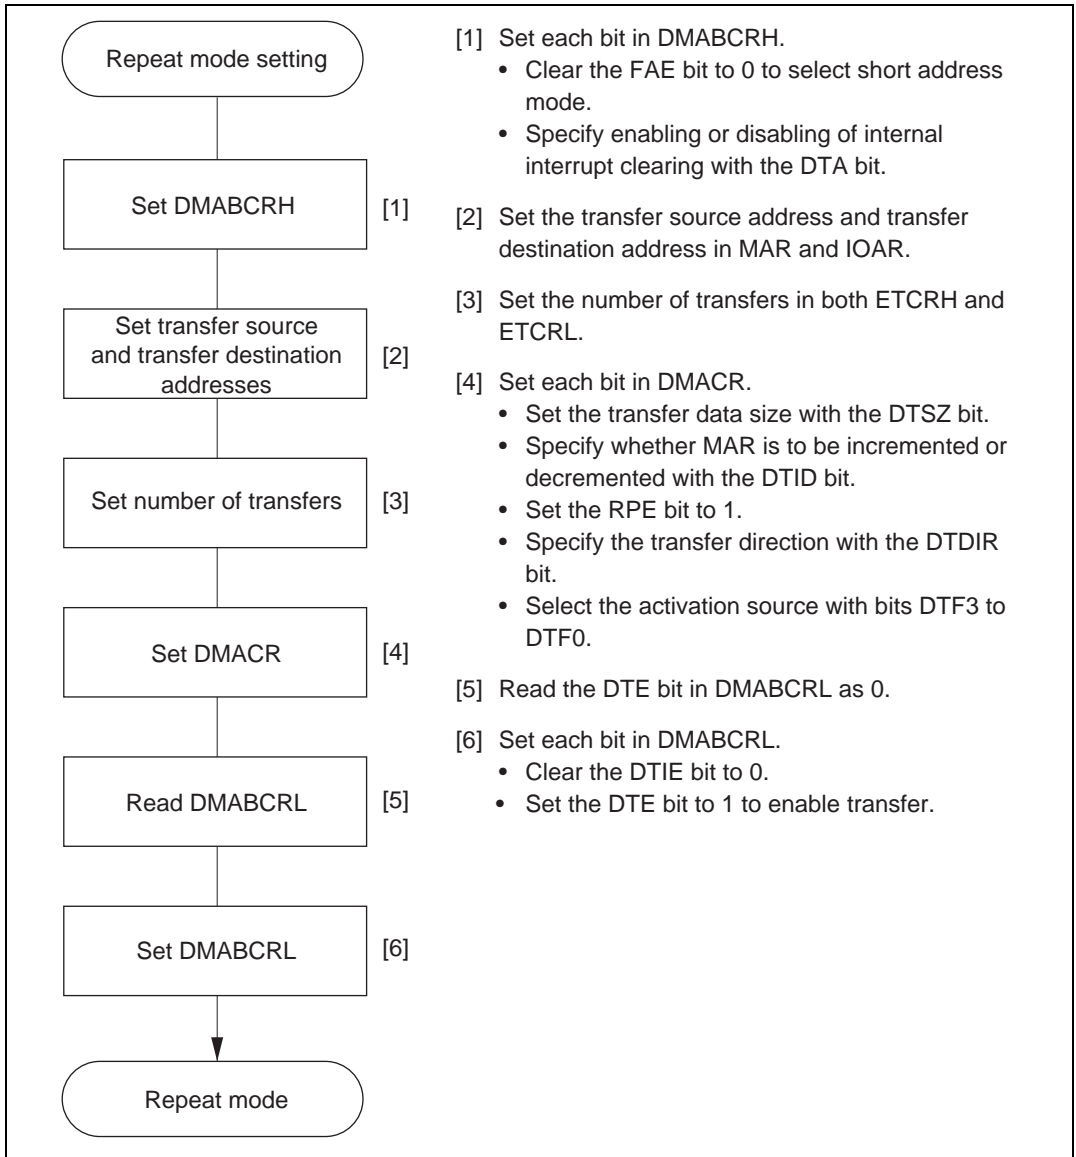 Repeat mode setting
Set DMABCRH
[1]
Set transfer source
and transfer destination
addresses
[2]
Set number of transfers
[3]
Set DMACR
[4]
Read DMABCRL
[5]
Set DMABCRL
[6]
Repeat mode
[1] Set each bit in DMABCRH.
• Clear the FAE bit to 0 to select short address
mode.
• Specify enabling or disabling of internal
interrupt clearing with the DTA bit.
[2] Set the transfer source address and transfer
destination address in MAR and IOAR.
[3] Set the number of transfers in both ETCRH and
ETCRL.
[4] Set each bit in DMACR.
• Set the transfer data size with the DTSZ bit.
• Specify whether MAR is to be incremented or
decremented with the DTID bit.
• Set the RPE bit to 1.
• Specify the transfer direction with the DTDIR
bit.
• Select the activation source with bits DTF3 to
DTF0.
[5] Read the DTE bit in DMABCRL as 0.
[6] Set each bit in DMABCRL.
• Clear the DTIE bit to 0.
• Set the DTE bit to 1 to enable transfer.